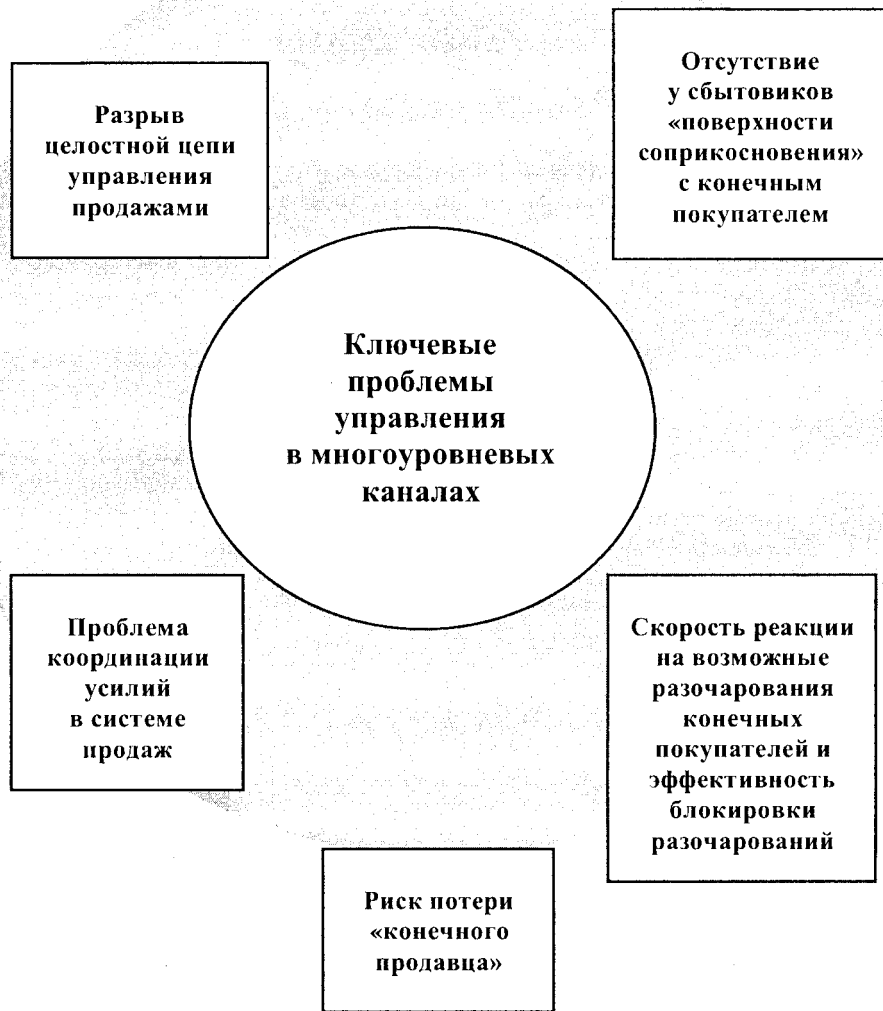 Разрыв
целостной цепи
управления
продажами
Отсутствие
у сбытовиков
«поверхности
соприкосновения»
с конечным
покупателем
Ключевые
проблемы
управления
в многоуровневых
каналах
Проблема
координации
усилий
в системе
продаж
Скорость реакции
на возможные
разочарования
конечных
покупателей и
эффективность
блокировки
разочарований
Риск потери
«конечного
продавца»